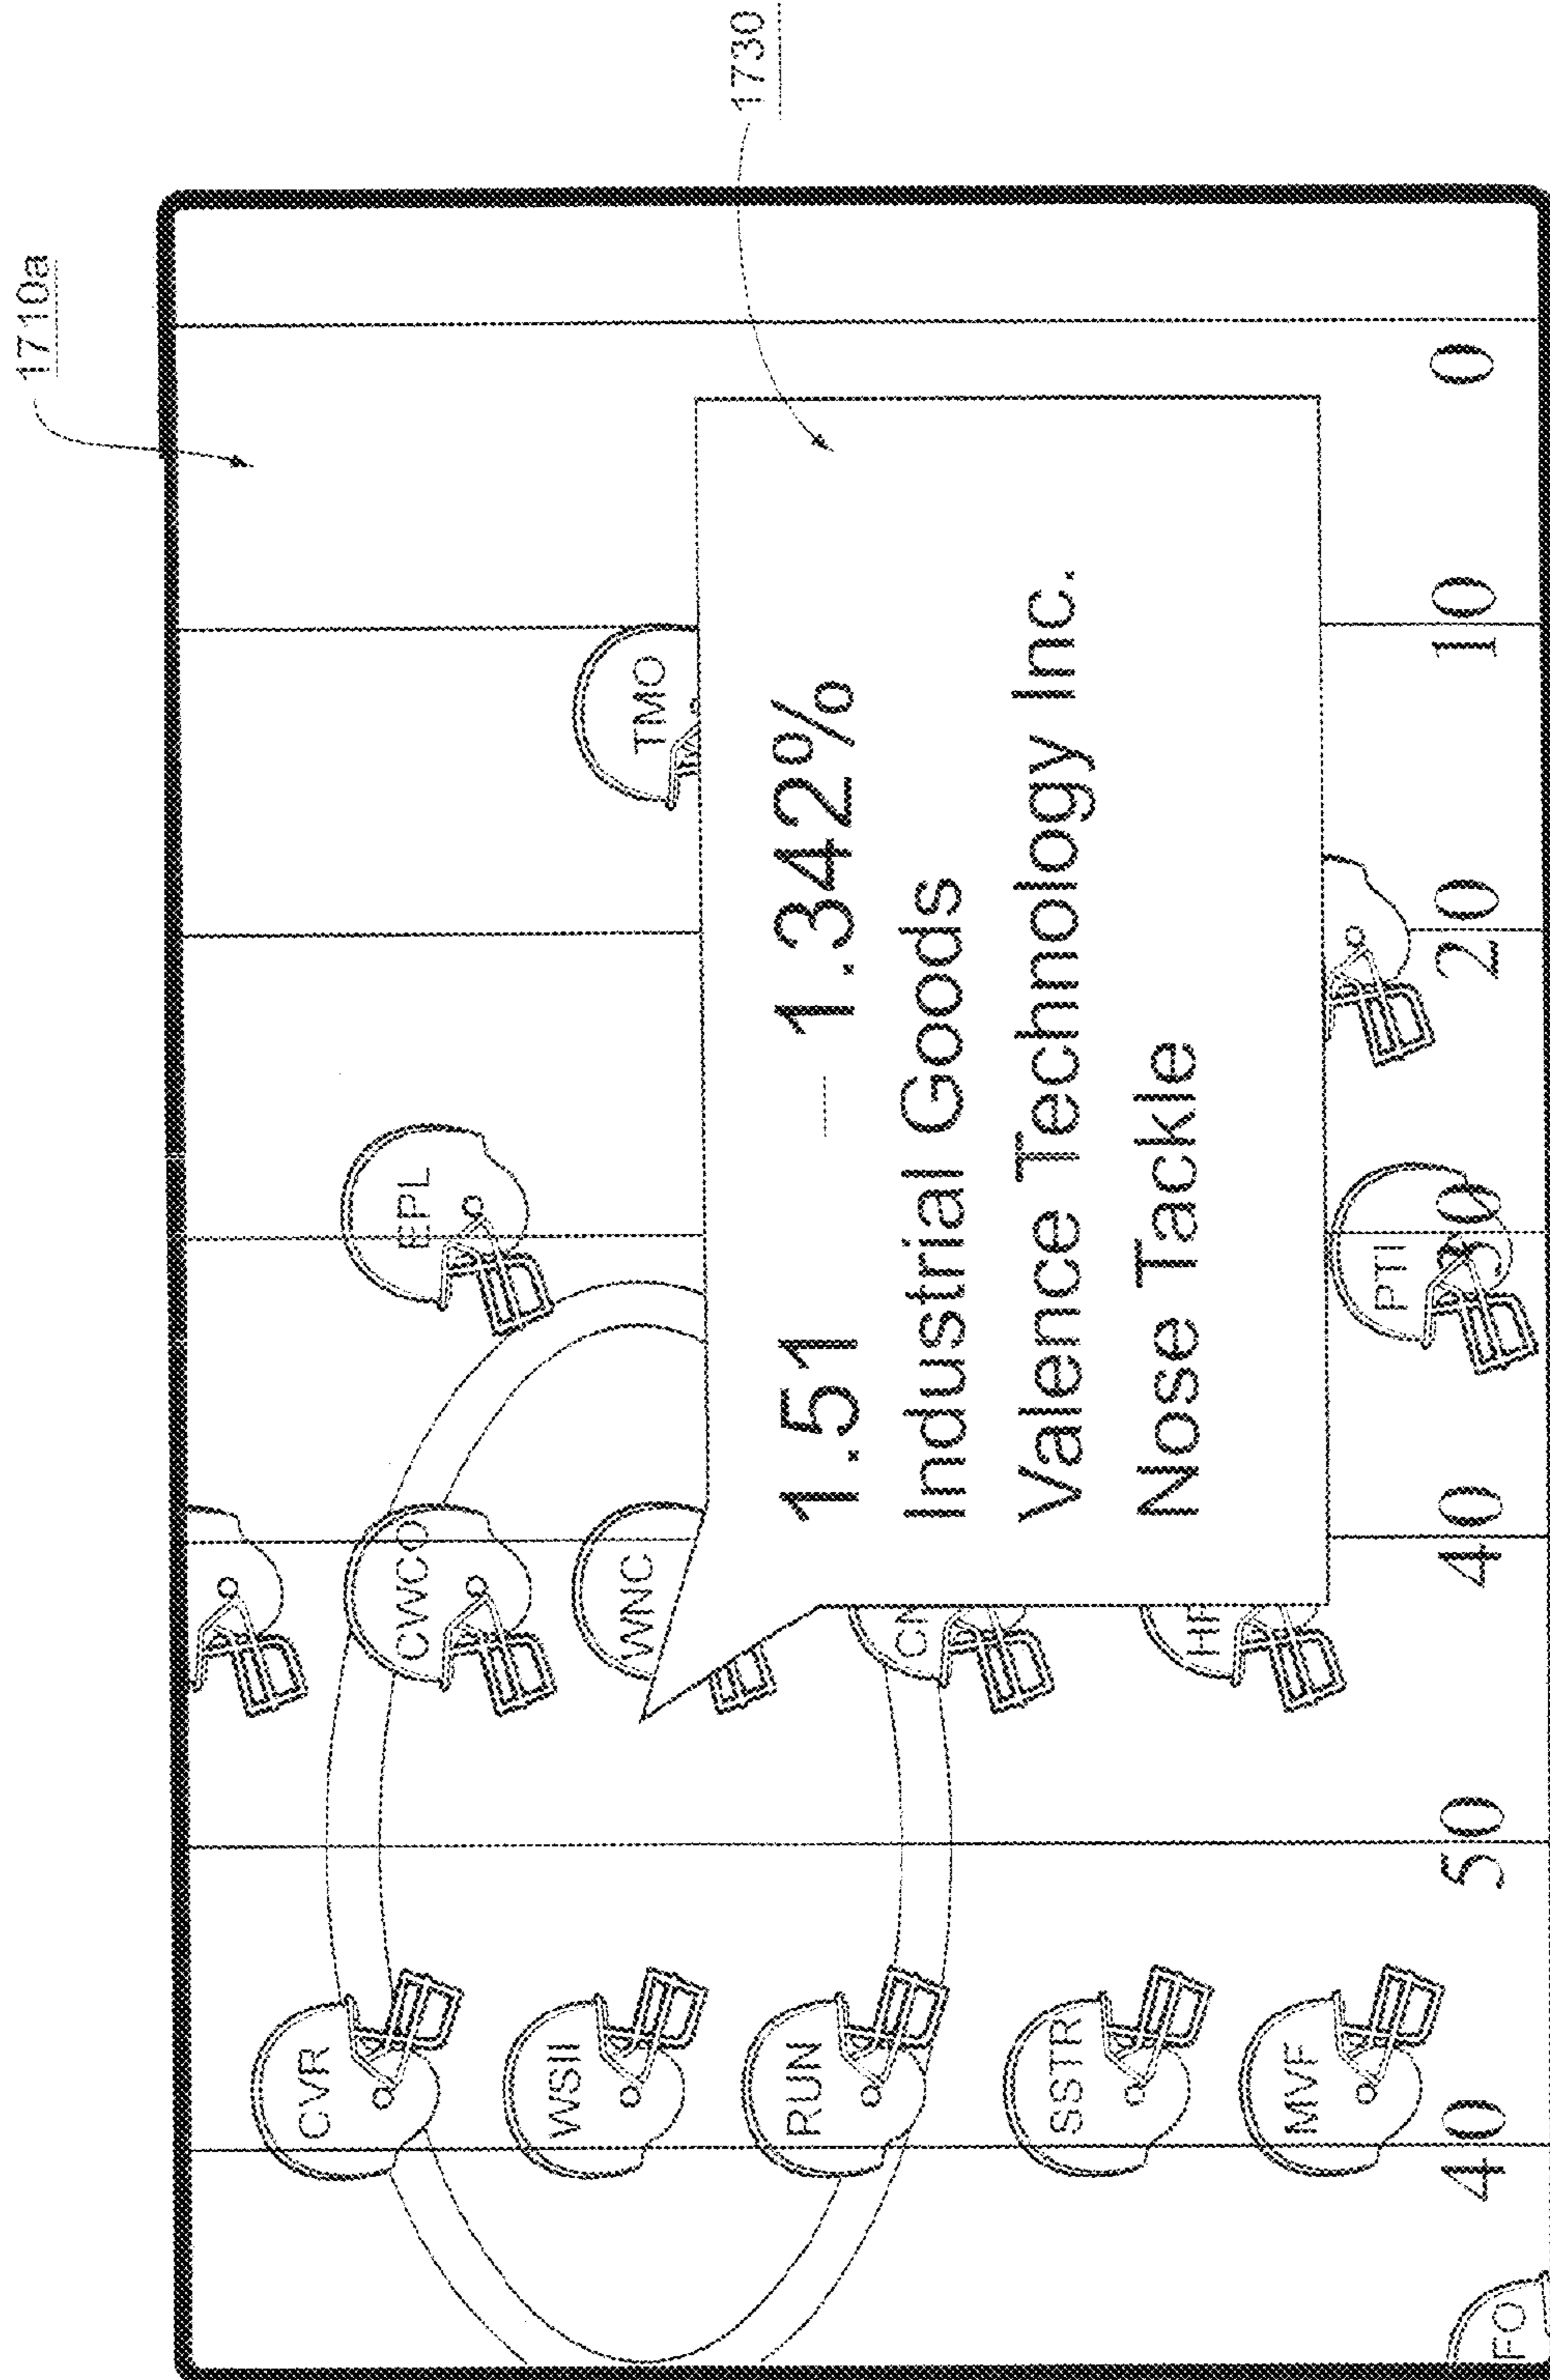 1710a
1730
EPL
TMO
CVR
CWCO
WSII
WNC
RUN
SSTR
MVF
PTI
1.51 — 1.342%
Industrial Goods
Valence Technology Inc.
Nose Tackle
40 50 40 30 20 10 0